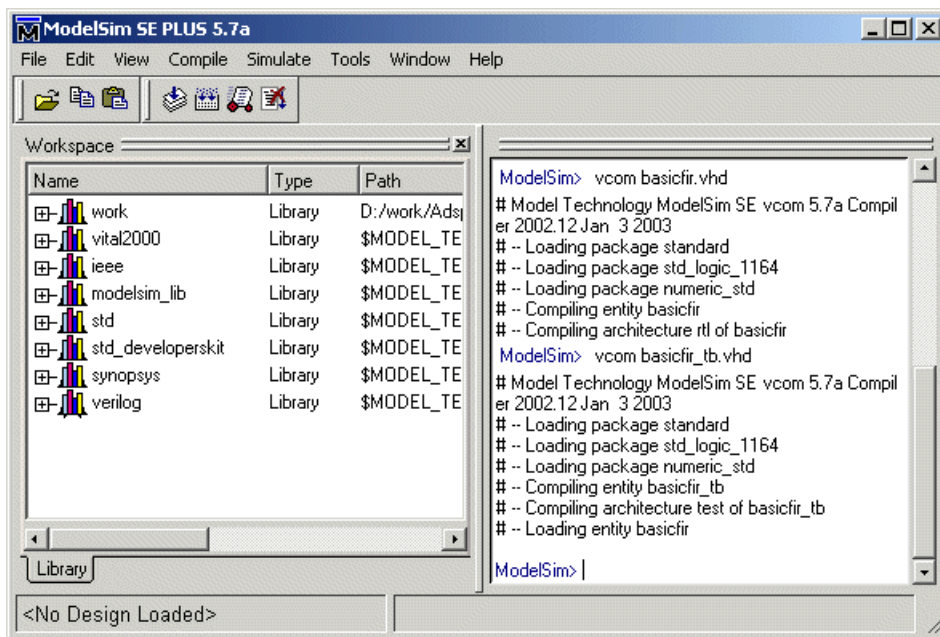 ModelSim SE PLUS 5.7a
File Edit View Compile Simulate Tools Window Help
Workspace
Name Type Path
work Library D:/work/Adsp
vital2000 Library $MODEL_TE
ieee Library $MODEL_TE
modelsim_lib Library $MODEL_TE
std Library $MODEL_TE
std_developerskit Library $MODEL_TE
synopsys Library $MODEL_TE
verilog Library $MODEL_TE
Library
ModelSim> vcom basicfir.vhd
# Model Technology ModelSim SE vcom 5.7a Compil
er 2002.12 Jan 3 2003
# -- Loading package standard
# -- Loading package std_logic_1164
# -- Loading package numeric_std
# -- Compiling entity basicfir
# -- Compiling architecture rtl of basicfir
ModelSim> vcom basicfir_tb.vhd
# Model Technology ModelSim SE vcom 5.7a Compil
er 2002.12 Jan 3 2003
# -- Loading package standard
# -- Loading package std_logic_1164
# -- Loading package numeric_std
# -- Compiling entity basicfir_tb
# -- Compiling architecture test of basicfir_tb
# -- Loading entity basicfir
ModelSim>
<No Design Loaded>